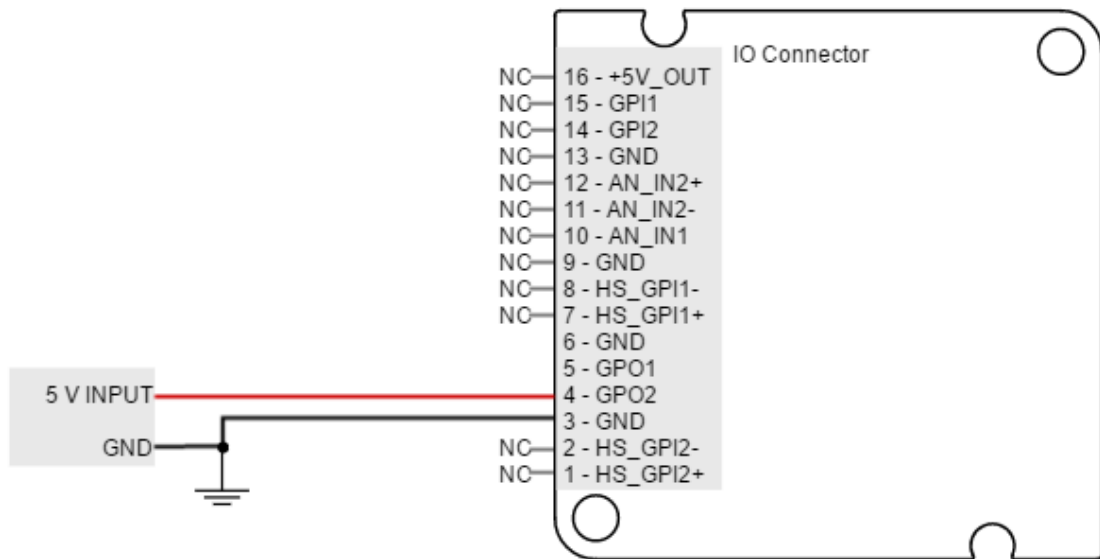 IO Connector
NC 16 - +5V_OUT
NC 15 - GPI1
NC 14 - GPI2
NC 13 - GND
NC 12 - AN_IN2+
NC 11 - AN_IN2-
NC 10 - AN_IN1
NC 9 - GND
NC 8 - HS_GPI1-
NC 7 - HS_GPI1+
6 - GND
5 - GPO1
5 V INPUT 4 - GPO2
3 - GND
GND NC 2 - HS_GPI2-
NC 1 - HS_GPI2+